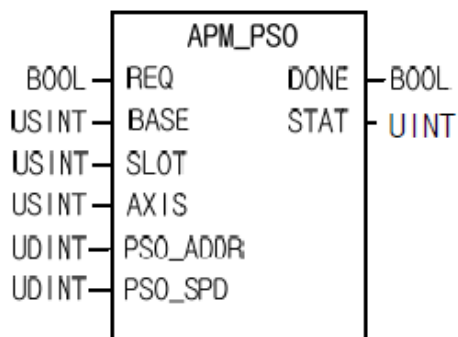 APM_PSO
BOOL REQ DONE BOOL
USINT BASE STAT UINT
USINT SLOT
USINT AXIS
UDINT PSO_ADDR
UDINT PSO_SPD